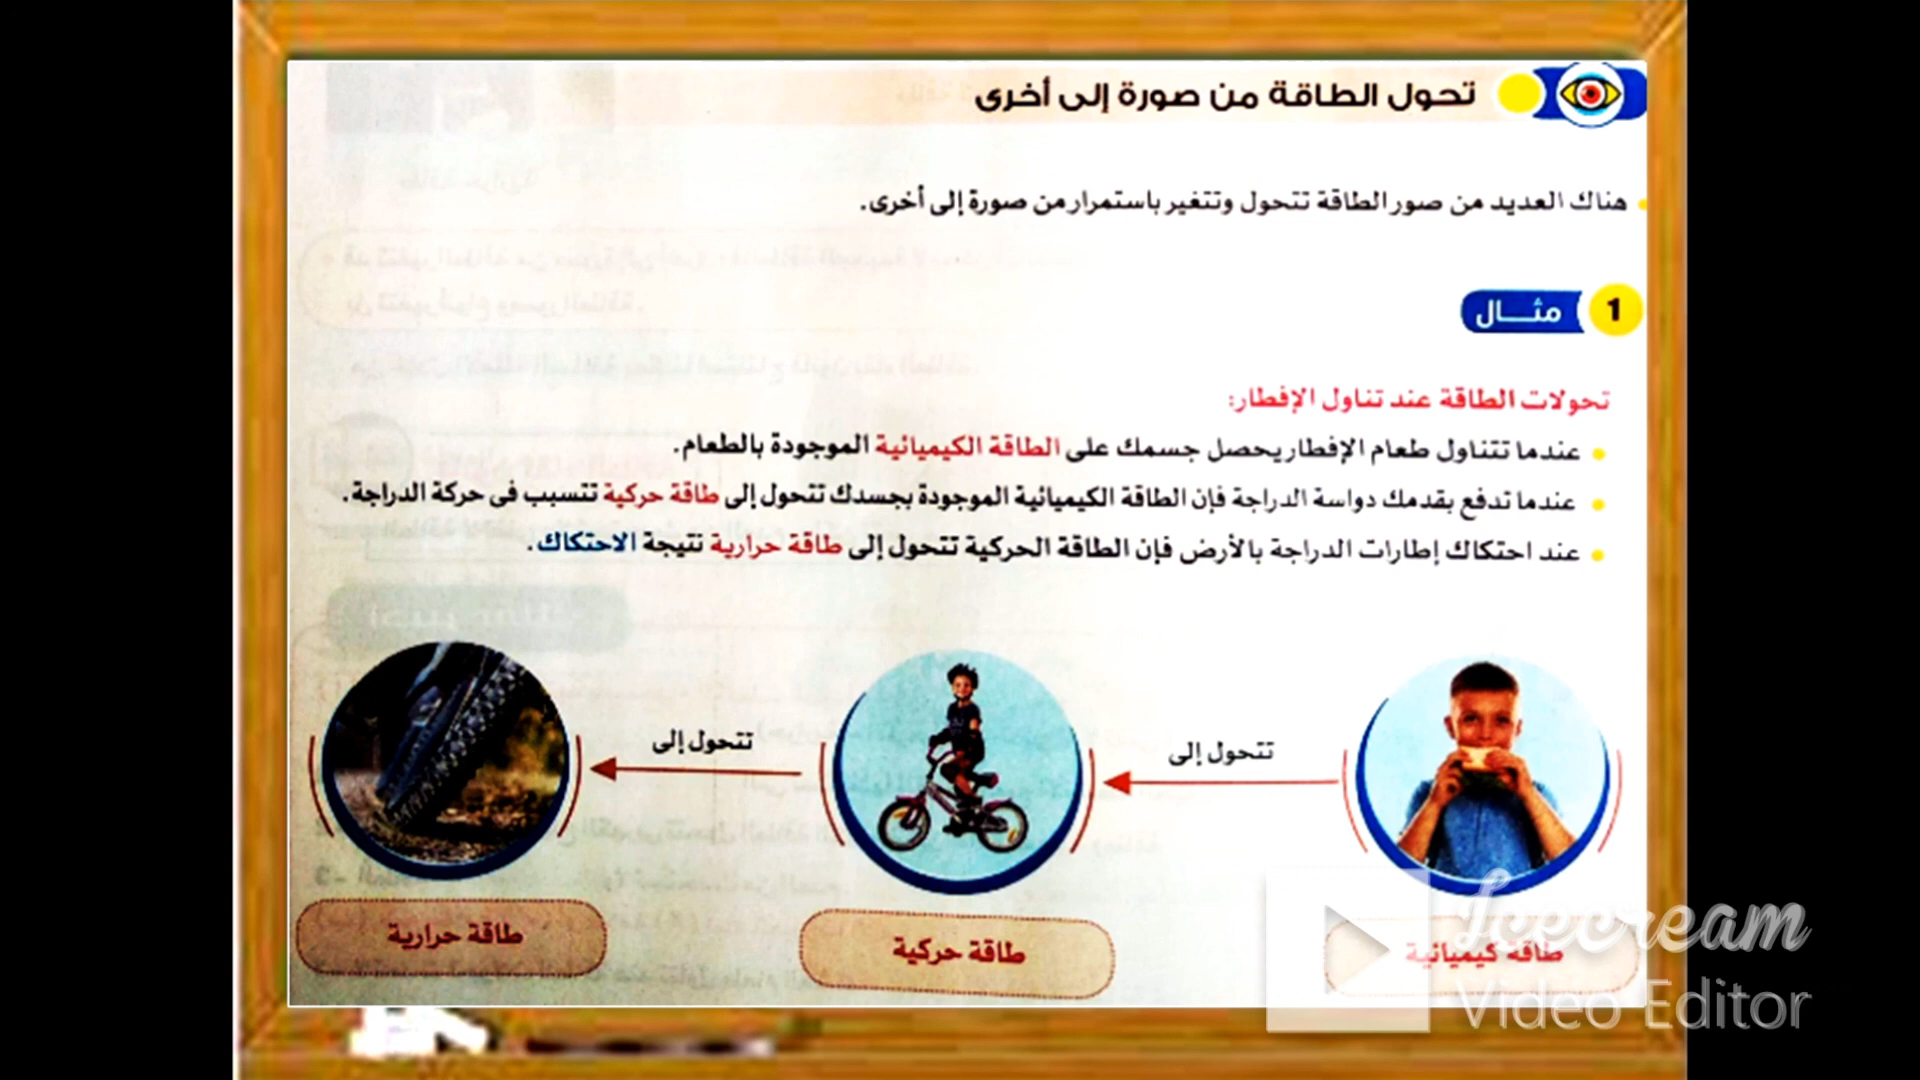 تحول الطاقة من صورة إلى أخرى
هناك العديد من صور الطاقة تتحول وتتغير باستمرار من صورة إلى أخرى.
1 مثـــال
تحولات الطاقة عند تناول الإفطار:
عندما تتناول طعام الإفطار يحصل جسمك على الطاقة الكيميائية الموجودة بالطعام.
عندما تدفع بقدمك دواسة الدراجة فإن الطاقة الكيميائية الموجودة بجسدك تتحول إلى طاقة حركية تتسبب فى حركة الدراجة.
عند احتكاك إطارات الدراجة بالأرض فإن الطاقة الحركية تتحول إلى طاقة حرارية نتيجة الاحتكاك.
تتحول إلى
تتحول إلى
طاقة كيميائية
طاقة حركية
طاقة حرارية
Icecream
Video Editor